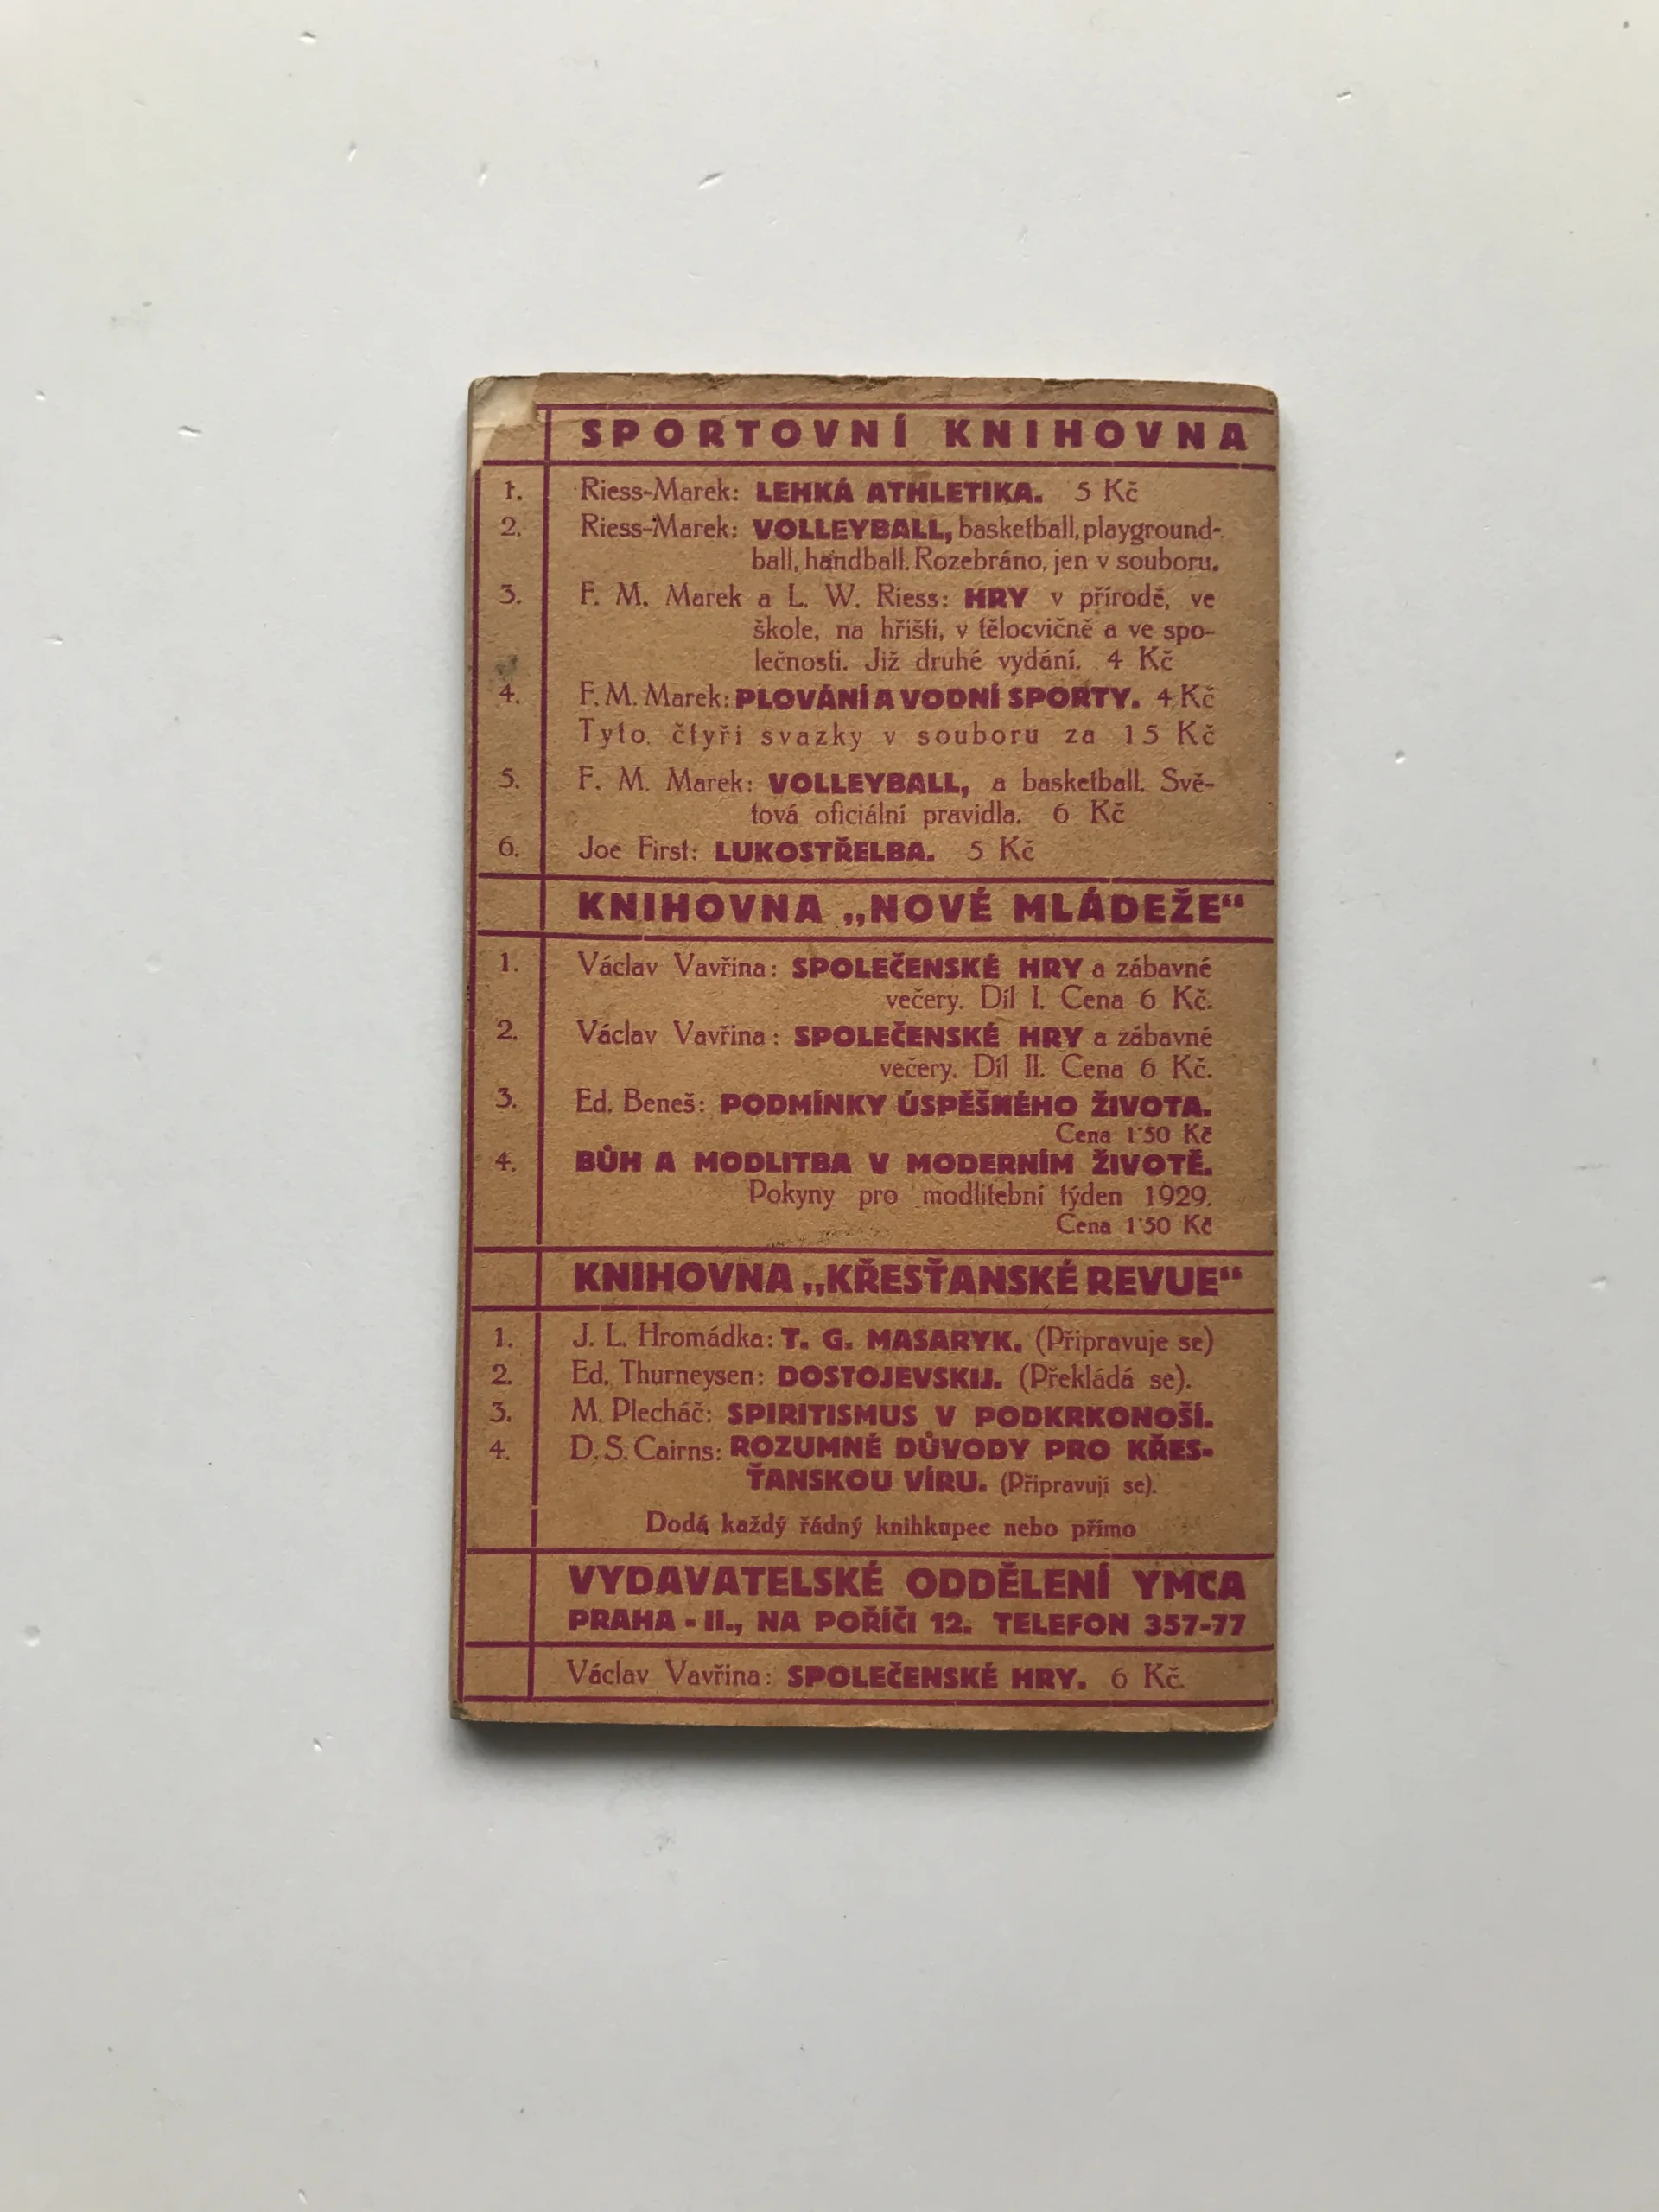 SPORTOVNÍ KNIHOVNA
1. Riess-Marek: LEHKÁ ATHLETIKA. 5 Kč
2. Riess-Marek: VOLLEYBALL, basketball, playground-
ball, handball. Rozebráno, jen v souboru.
3. F. M. Marek a L. W. Riess: HRY v přírodě, ve
škole, na hřišti, v tělocvičně a ve spo-
lečnosti. Již druhé vydání. 4 Kč
4. F. M. Marek: PLOVÁNÍ A VODNÍ SPORTY. 4 Kč
Tyto čtyři svazky v souboru za 15 Kč
5. F. M. Marek: VOLLEYBALL, a basketball. Svě-
tová oficiální pravidla. 6 Kč
6. Joe First: LUKOSTŘELBA. 5 Kč
KNIHOVNA „NOVÉ MLÁDEŽE“
1. Václav Vavřina: SPOLEČENSKÉ HRY a zábavné
večery. Díl I. Cena 6 Kč.
2. Václav Vavřina: SPOLEČENSKÉ HRY a zábavné
večery. Díl II. Cena 6 Kč.
3. Ed. Beneš: PODMÍNKY ÚSPĚŠNÉHO ŽIVOTA.
Cena 1·50 Kč
4. BŮH A MODLITBA V MODERNÍM ŽIVOTĚ.
Pokyny pro modlitební týden 1929.
Cena 1·50 Kč
KNIHOVNA „KŘESŤANSKÉ REVUE“
1. J. L. Hromádka: T. G. MASARYK. (Připravuje se)
2. Ed. Thurneysen: DOSTOJEVSKIJ. (Překládá se).
3. M. Plecháč: SPIRITISMUS V PODKRKONOŠÍ.
4. D. S. Cairns: ROZUMNÉ DŮVODY PRO KŘES-
ŤANSKOU VÍRU. (Připravují se).
Dodá každý řádný knihkupec nebo přímo
VYDAVATELSKÉ ODDĚLENÍ YMCA
PRAHA - II., NA POŘÍČI 12. TELEFON 357-77
Václav Vavřina: SPOLEČENSKÉ HRY. 6 Kč.